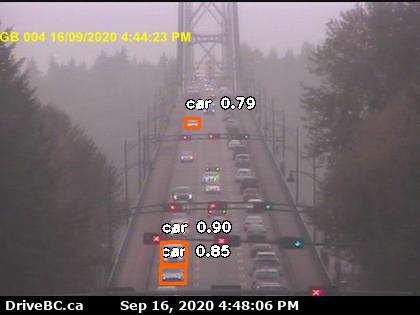 GB 004 16/09/2020 4:44:23 PM
car 0.79
car 0.90
car 0.85
DriveBC.ca Sep 16, 2020 4:48:06 PM